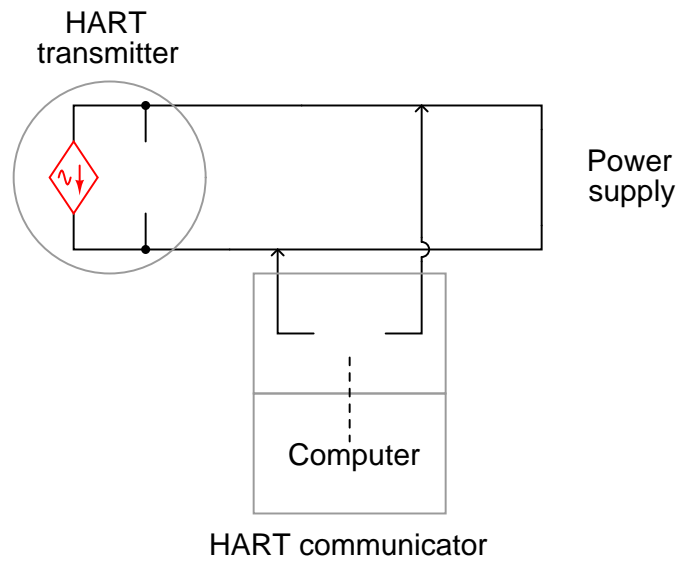 HART
transmitter
Power
supply
Computer
HART communicator